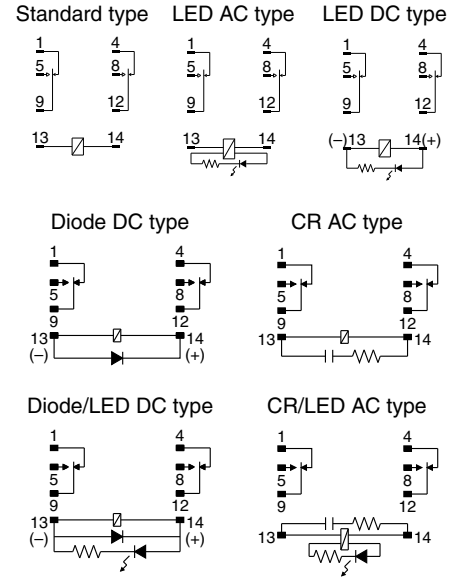 Standard type LED AC type LED DC type
1 4 1 4 1 4
5 8 5 8 5 8
9 12 9 12 9 12
13 14 13 14 (–)13 14(+)
Diode DC type CR AC type
1 4 1 4
5 8 5 8
9 12 9 12
13 14 13 14
(–) (+)
Diode/LED DC type CR/LED AC type
1 4 1 4
5 8 5 8
9 12 9 12
13 14 13 14
(–) (+)